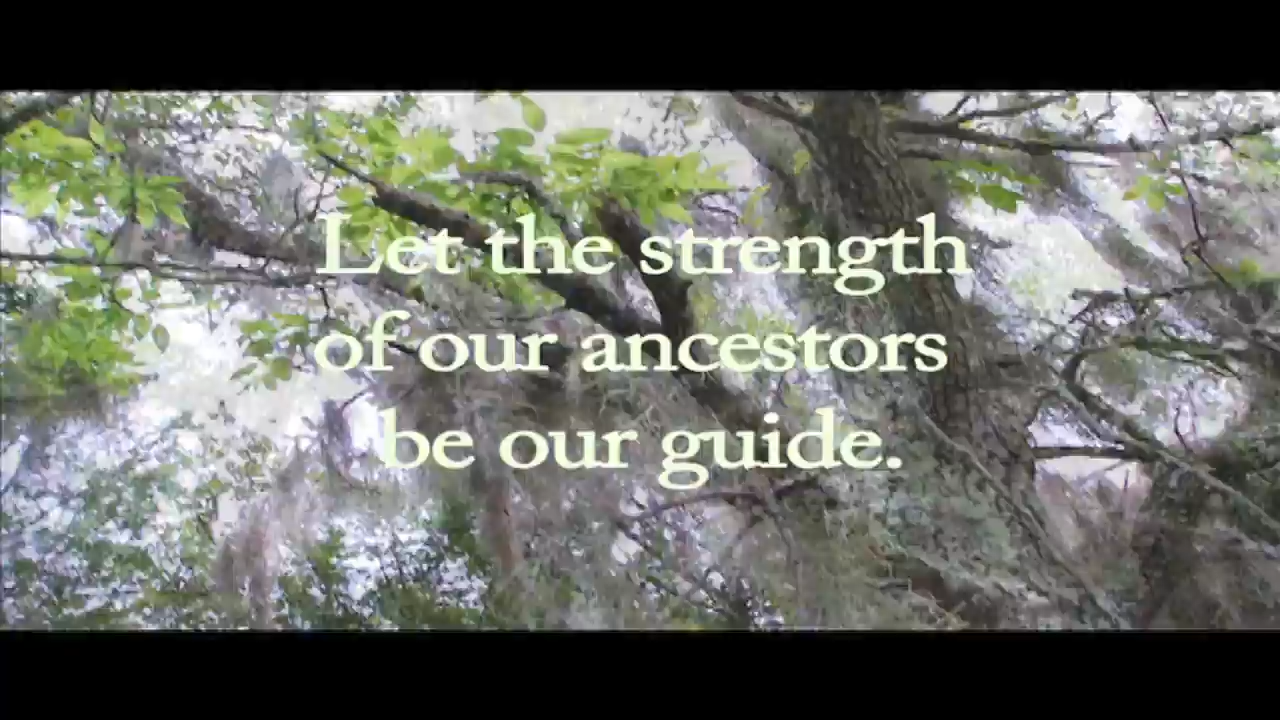 Let the strength
of our ancestors
be our guide.